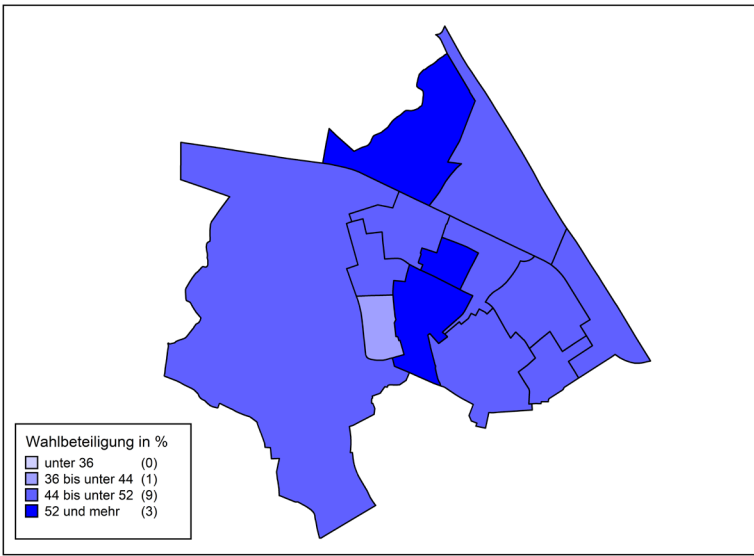 Wahlbeteiligung in %
unter 36 (0)
36 bis unter 44 (1)
44 bis unter 52 (9)
52 und mehr (3)